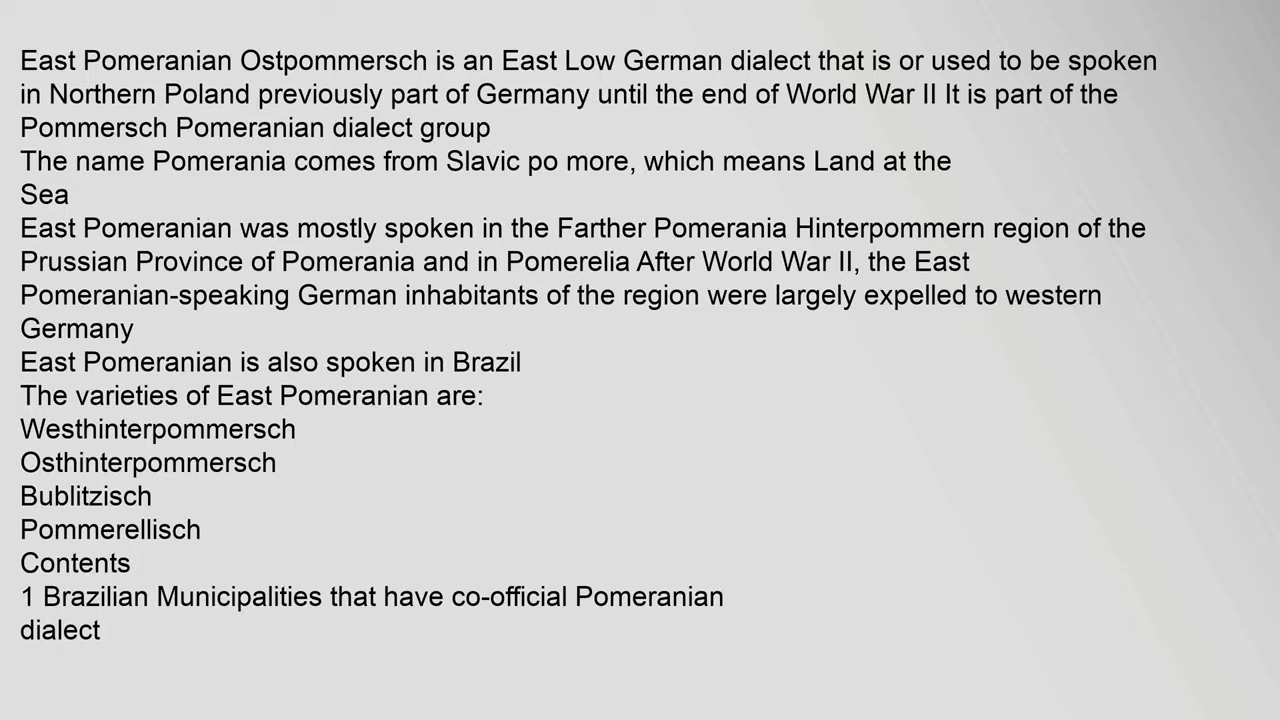 East Pomeranian Ostpommersch is an East Low German dialect that is or used to be spoken
in Northern Poland previously part of Germany until the end of World War II It is part of the
Pommersch Pomeranian dialect group
The name Pomerania comes from Slavic po more, which means Land at the
Sea
East Pomeranian was mostly spoken in the Farther Pomerania Hinterpommern region of the
Prussian Province of Pomerania and in Pomerelia After World War II, the East
Pomeranian-speaking German inhabitants of the region were largely expelled to western
Germany
East Pomeranian is also spoken in Brazil
The varieties of East Pomeranian are:
Westhinterpommersch
Osthinterpommersch
Bublitzisch
Pommerellisch
Contents
1 Brazilian Municipalities that have co-official Pomeranian
dialect